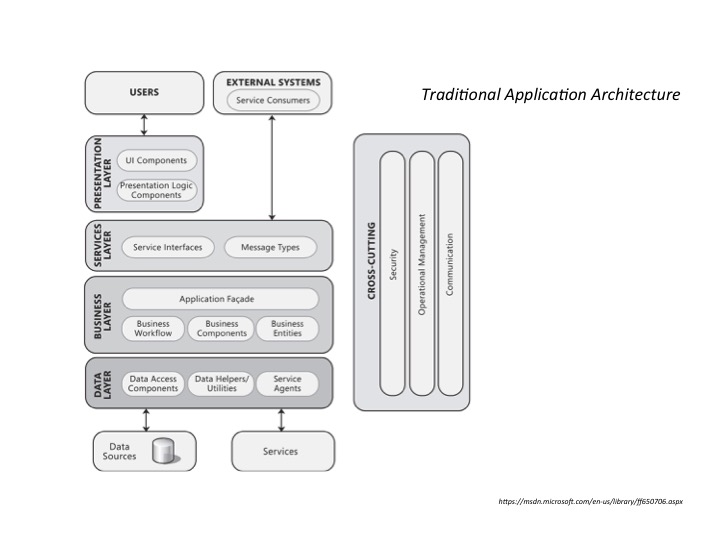 Traditional Application Architecture
USERS
EXTERNAL SYSTEMS
Service Consumers
PRESENTATION
LAYER
UI Components
Presentation Logic
Components
SERVICES
LAYER
Service Interfaces
Message Types
BUSINESS
LAYER
Application Façade
Business
Workflow
Business
Components
Business
Entities
DATA
LAYER
Data Access
Components
Data Helpers/
Utilities
Service
Agents
Data
Sources
Services
CROSS-CUTTING
Security
Operational Management
Communication
https://msdn.microsoft.com/en-us/library/ff650706.aspx